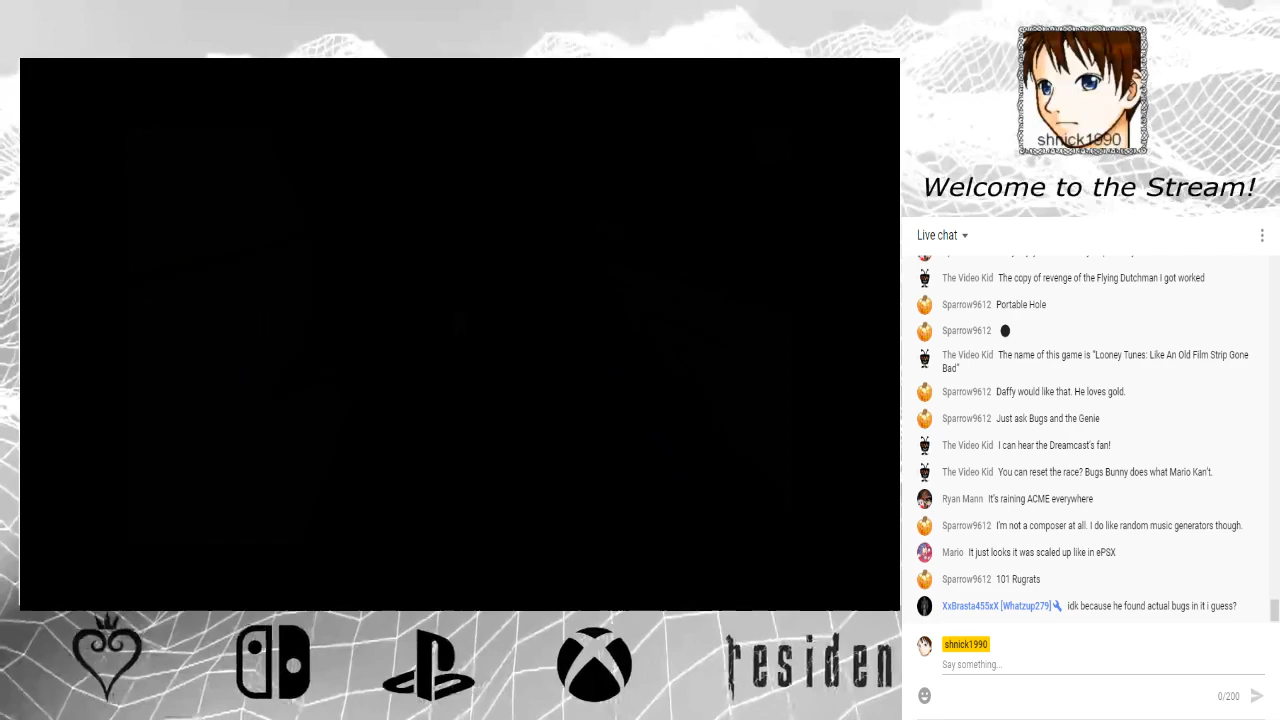 shnick1990
Welcome to the Stream!
Live chat
The Video Kid The copy of revenge of the Flying Dutchman I got worked
Sparrow9612 Portable Hole
Sparrow9612
The Video Kid The name of this game is "Looney Tunes: Like An Old Film Strip Gone
Bad"
Sparrow9612 Daffy would like that. He loves gold.
Sparrow9612 Just ask Bugs and the Genie
The Video Kid I can hear the Dreamcast's fan!
The Video Kid You can reset the race? Bugs Bunny does what Mario Kan't.
Ryan Mann It's raining ACME everywhere
Sparrow9612 I'm not a composer at all. I do like random music generators though.
Mario It just looks it was scaled up like in ePSX
Sparrow9612 101 Rugrats
XxBrasta455xX [Whatzup279] idk because he found actual bugs in it i guess?
shnick1990
Say something...
0/200
residen